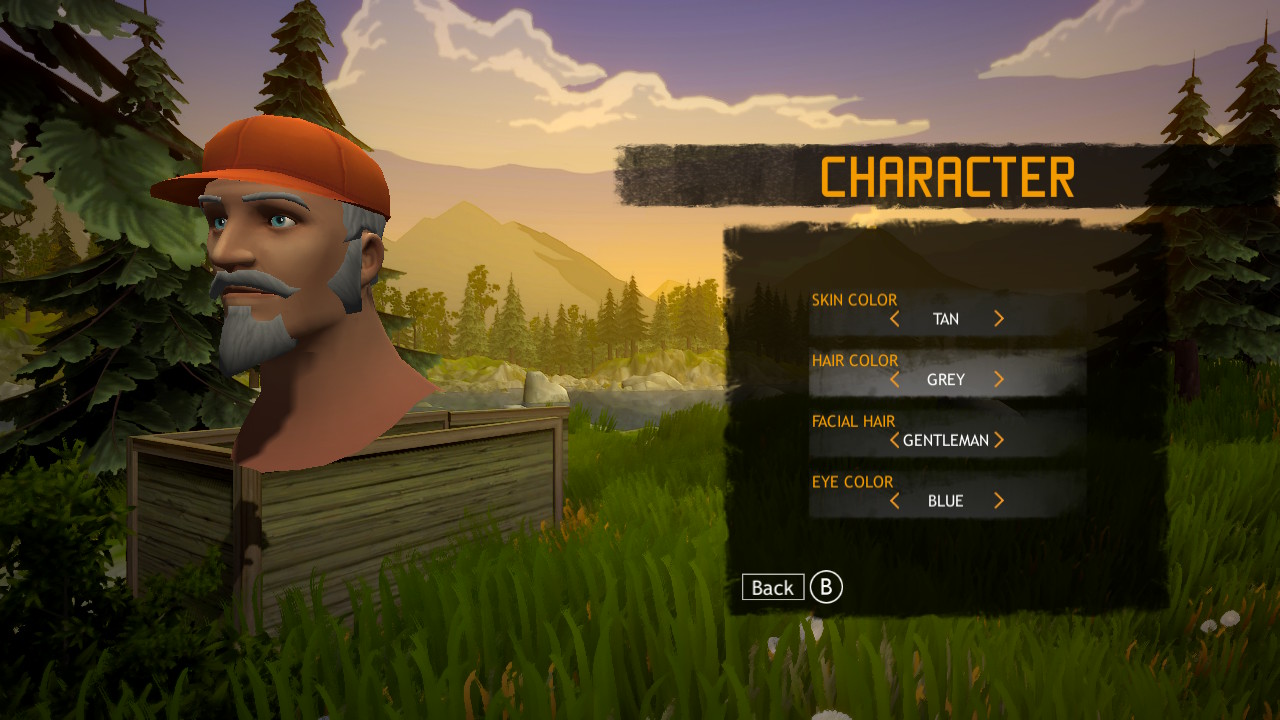 CHARACTER
SKIN COLOR
TAN
HAIR COLOR
GREY
FACIAL HAIR
GENTLEMAN
EYE COLOR
BLUE
Back B